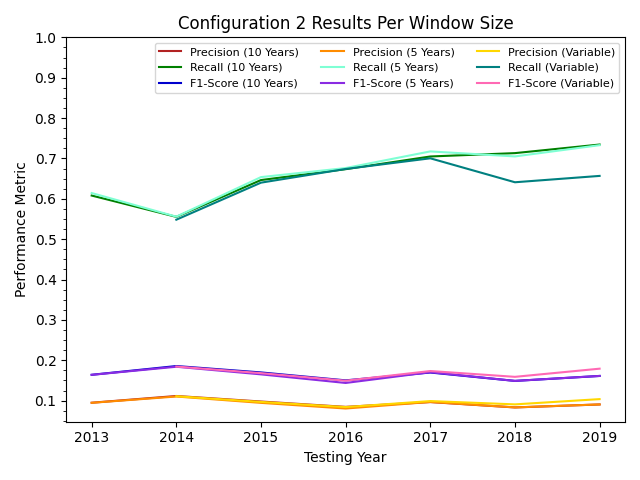 Configuration 2 Results Per Window Size
Precision (10 Years)
Recall (10 Years)
F1-Score (10 Years)
Precision (5 Years)
Recall (5 Years)
F1-Score (5 Years)
Precision (Variable)
Recall (Variable)
F1-Score (Variable)
Performance Metric
1.0
0.9
0.8
0.7
0.6
0.5
0.4
0.3
0.2
0.1
2013 2014 2015 2016 2017 2018 2019
Testing Year